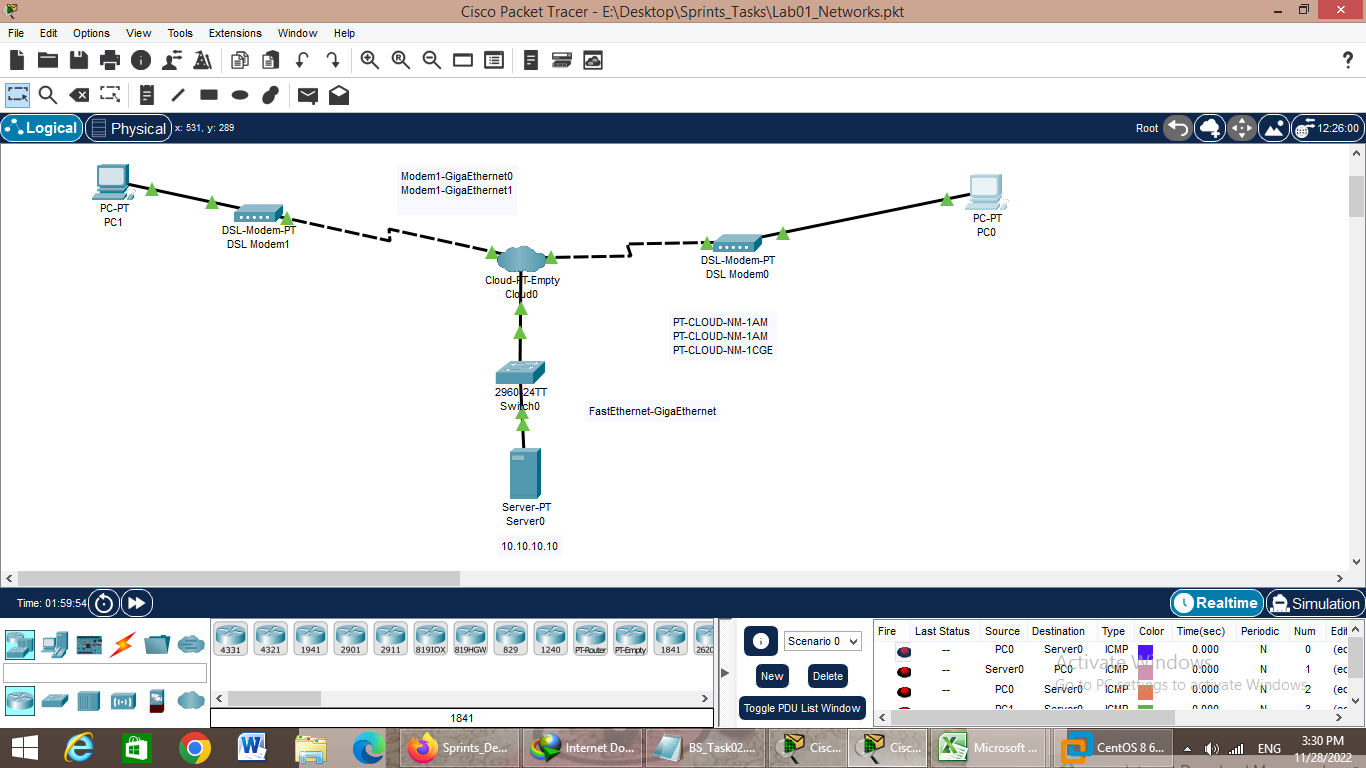 Cisco Packet Tracer - E:\Desktop\Sprints_Tasks\Lab01_Networks.pkt
File Edit Options View Tools Extensions Window Help
Logical Physical x: 531, y: 289 Root 12:26:00
PC-PT
PC1
DSL-Modem-PT
DSL Modem1
Modem1-GigaEthernet0
Modem1-GigaEthernet1
Cloud-PT-Empty
Cloud0
DSL-Modem-PT
DSL Modem0
PC-PT
PC0
PT-CLOUD-NM-1AM
PT-CLOUD-NM-1AM
PT-CLOUD-NM-1CGE
2960-24TT
Switch0
FastEthernet-GigaEthernet
Server-PT
Server0
10.10.10.10
Time: 01:59:54 Realtime Simulation
4331 4321 1941 2901 2911 819IOX 819HGW 829 1240 PT-Router PT-Empty 1841 262
1841
Scenario 0
New Delete
Toggle PDU List Window
Fire Last Status Source Destination Type Color Time(sec) Periodic Num Edi
-- PC0 Server0 ICMP 0.000 N 0 (ec
-- Server0 PC0 ICMP 0.000 N 1 (ec
-- PC0 Server0 ICMP 0.000 N 2 (ec
-- PC1 Server0 ICMP 0.000 N 3 (ec
Activate Windows
Go to PC settings to activate Windows.
Sprints_De... Internet Do... BS_Task02.... Cisc... Cisc... Microsoft ... CentOS 8 6... ENG 3:30 PM
11/28/2022